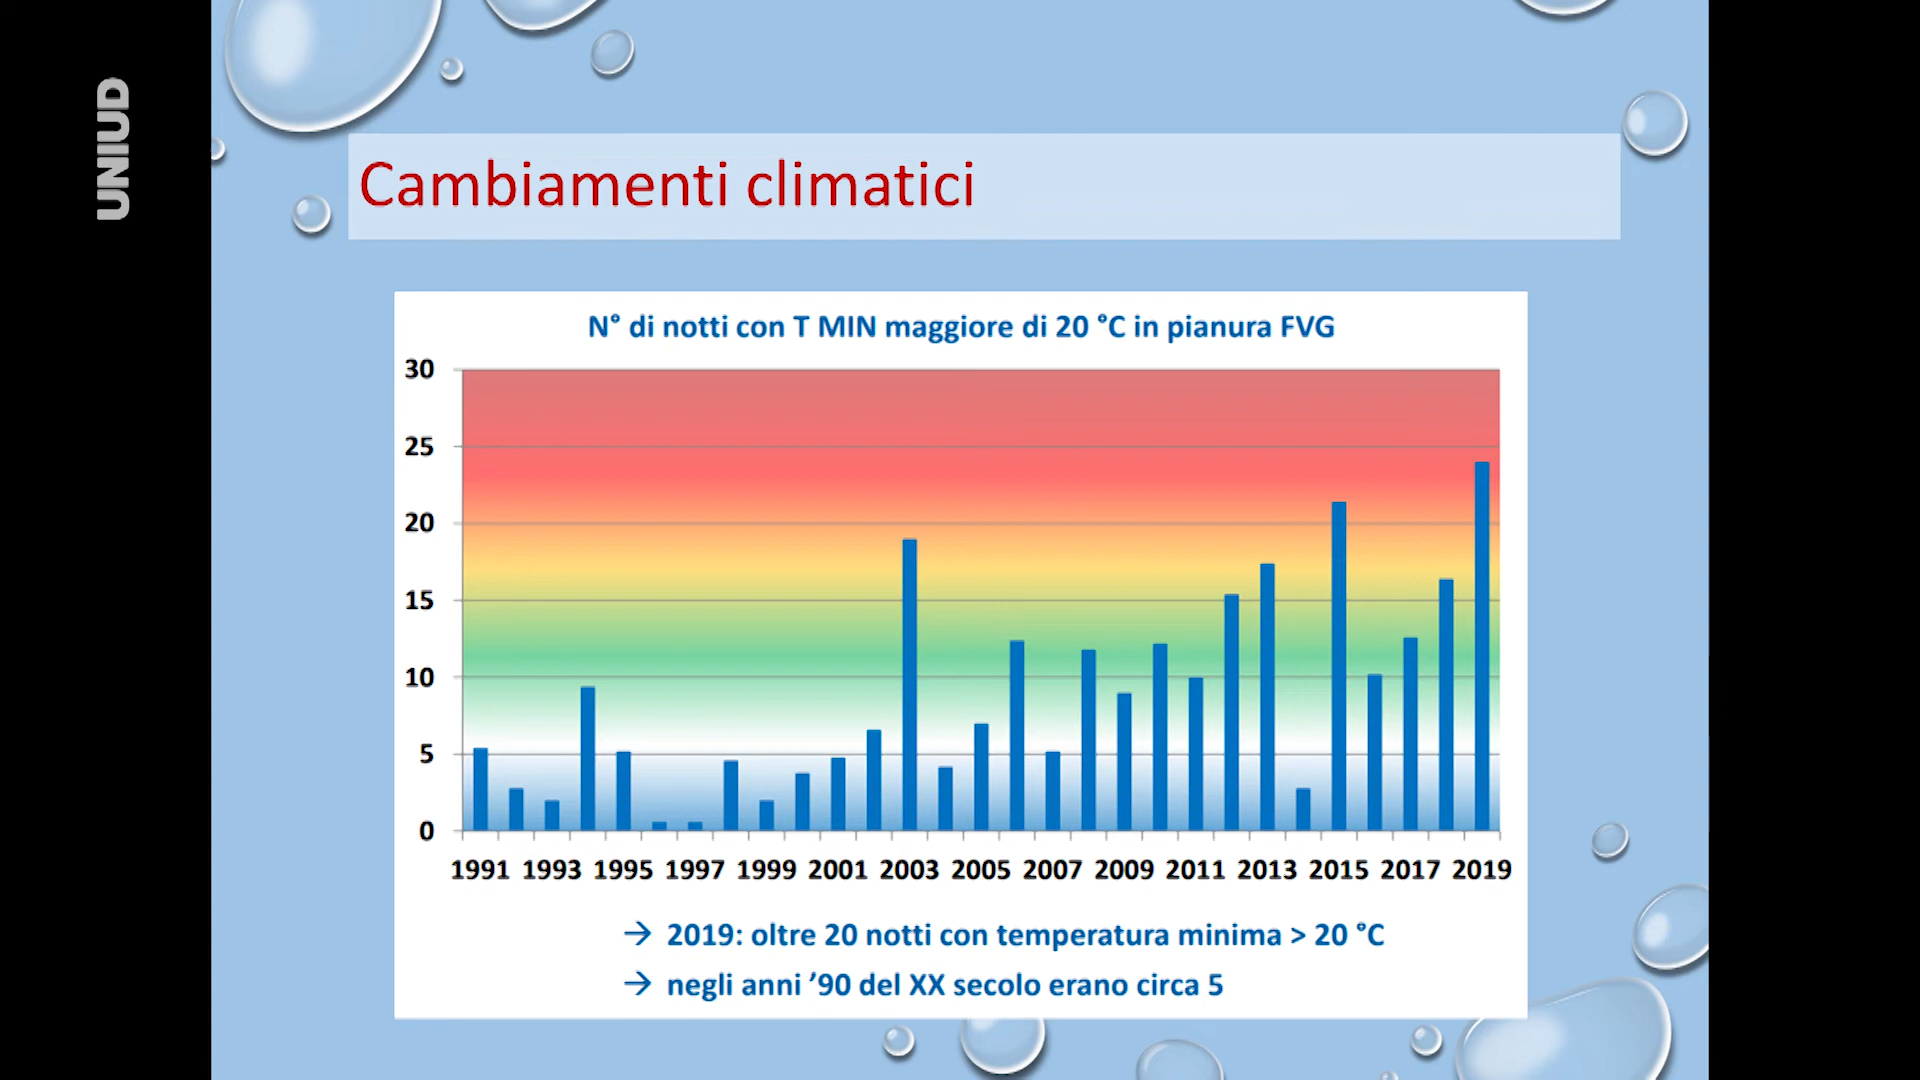 UNIUD
Cambiamenti climatici
N° di notti con T MIN maggiore di 20 °C in pianura FVG
30
25
20
15
10
5
0
1991 1993 1995 1997 1999 2001 2003 2005 2007 2009 2011 2013 2015 2017 2019
→ 2019: oltre 20 notti con temperatura minima > 20 °C
→ negli anni ’90 del XX secolo erano circa 5